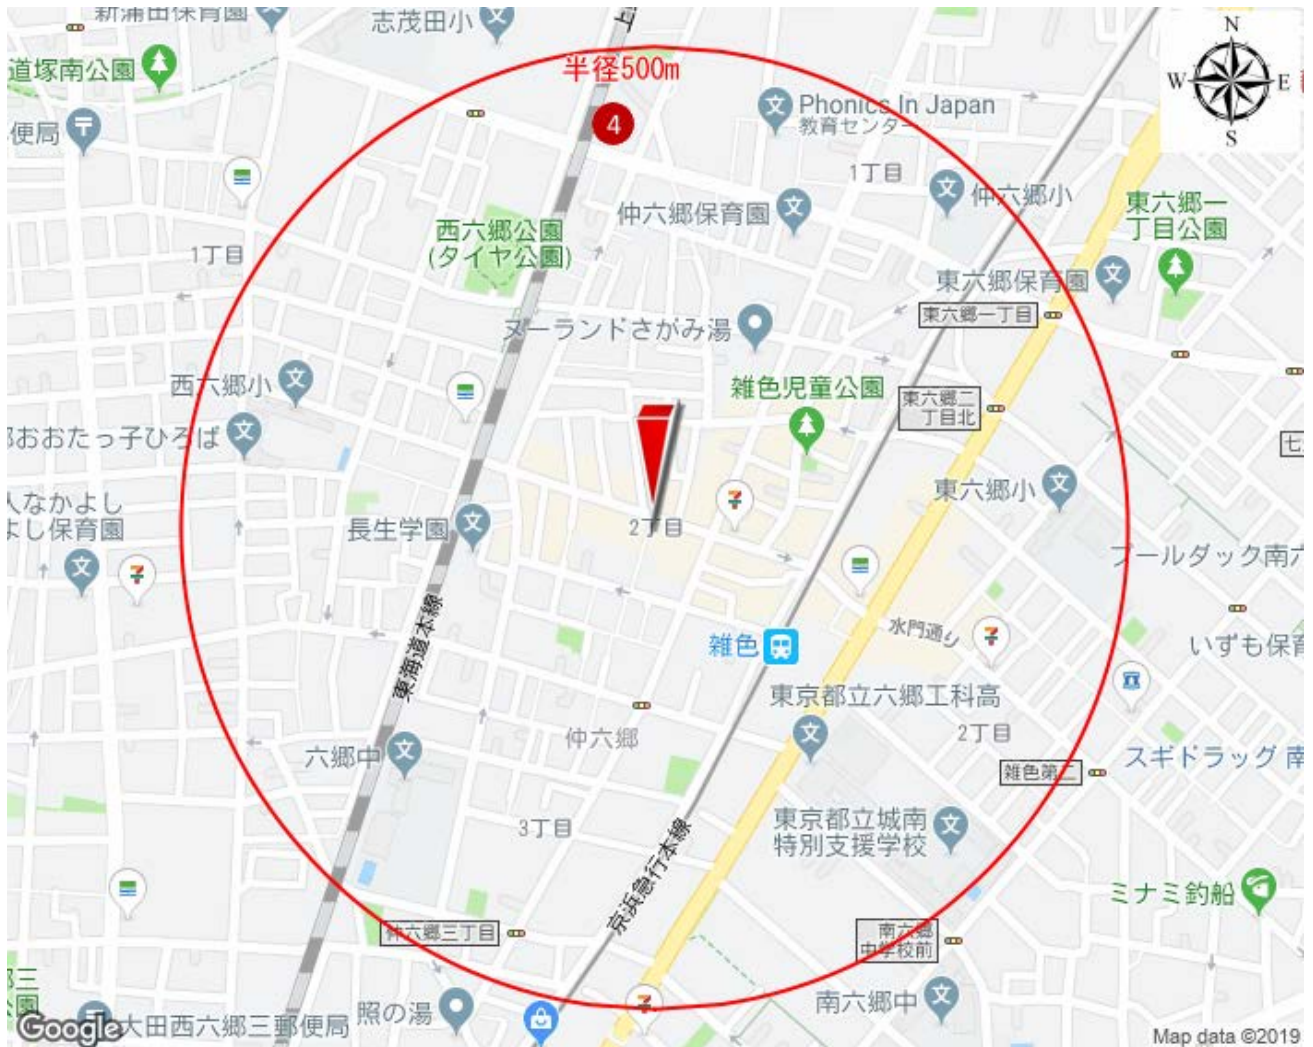 新蒲田保育園
志茂田小
道塚南公園
半径500m
N
W
E
S
4
Phonics In Japan
教育センター
便局
1丁目
仲六郷保育園
仲六郷小
東六郷一
丁目公園
西六郷公園
(タイヤ公園)
1丁目
東六郷保育園
東六郷一丁目
ヌーランドさがみ湯
西六郷小
雑色児童公園
東六郷二
丁目北
おおたっ子ひろば
東六郷小
なかよし
よし保育園
長生学園
2丁目
プールダック南六
水門通り
雑色
いずも保育
東海道本線
東京都立六郷工科高
仲六郷
2丁目
六郷中
雑色第二
スギドラッグ 南
3丁目
東京都立城南
特別支援学校
京浜急行本線
ミナミ釣船
仲六郷三丁目
南六郷
中学校前
南六郷中
照の湯
大田西六郷三郵便局
Google
Map data ©2019